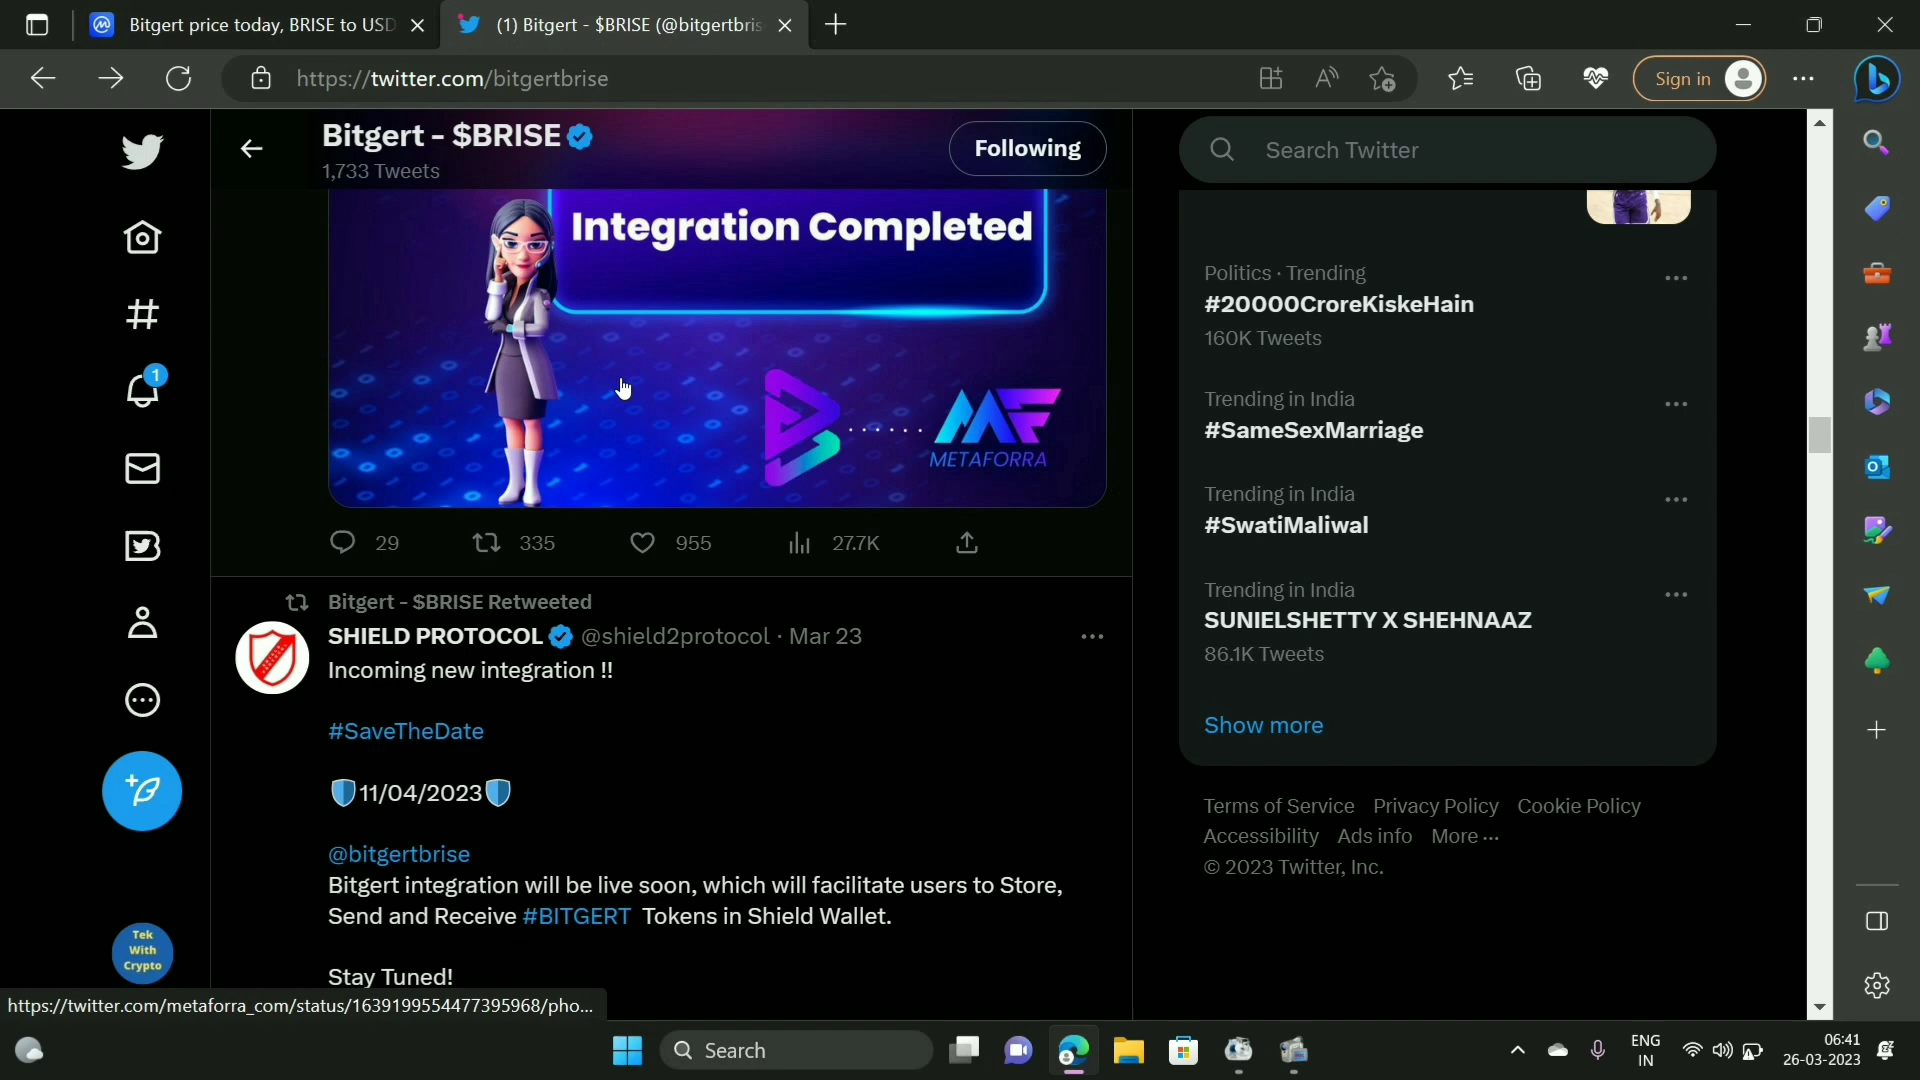 Bitgert price today, BRISE to USD
(1) Bitgert - $BRISE (@bitgertbris
https://twitter.com/bitgertbrise
Sign in
Bitgert - $BRISE
1,733 Tweets
Following
Search Twitter
Integration Completed
METAFORRA
29 335 955 27.7K
Bitgert - $BRISE Retweeted
SHIELD PROTOCOL @shield2protocol · Mar 23
Incoming new integration !!
#SaveTheDate
11/04/2023
@bitgertbrise
Bitgert integration will be live soon, which will facilitate users to Store,
Send and Receive #BITGERT Tokens in Shield Wallet.
Stay Tuned!
Politics · Trending
#20000CroreKiskeHain
160K Tweets
Trending in India
#SameSexMarriage
Trending in India
#SwatiMaliwal
Trending in India
SUNIELSHETTY X SHEHNAAZ
86.1K Tweets
Show more
Terms of Service Privacy Policy Cookie Policy
Accessibility Ads info More ···
© 2023 Twitter, Inc.
1
Tek
With
Crypto
https://twitter.com/metaforra_com/status/1639199554477395968/pho...
Search
ENG
IN
06:41
26-03-2023